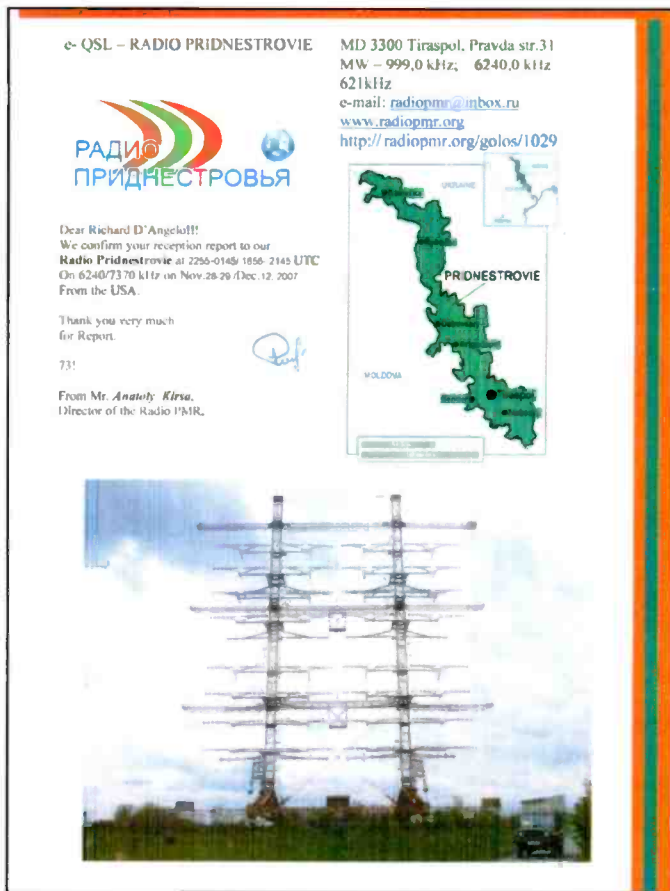 e- QSL – RADIO PRIDNESTROVIE
MD 3300 Tiraspol, Pravda str.31
MW – 999,0 kHz; 6240,0 kHz
621kHz
e-mail: radiopmr@inbox.ru
www.radiopmr.org
http://radiopmr.org/golos/1029
РАДИО
ПРИДНЕСТРОВЬЯ
Dear Richard D'Angelo!!!
We confirm your reception report to our
Radio Pridnestrovie at 2255-0145/ 1856- 2145 UTC
On 6240/7370 kHz on Nov.28-29 /Dec.12. 2007
From the USA.
Thank you very much
for Report.
73!
From Mr. Anatoly Kirsa,
Director of the Radio PMR.
UKRAINE
PRIDNESTROVIE
MOLDOVA
Tiraspol